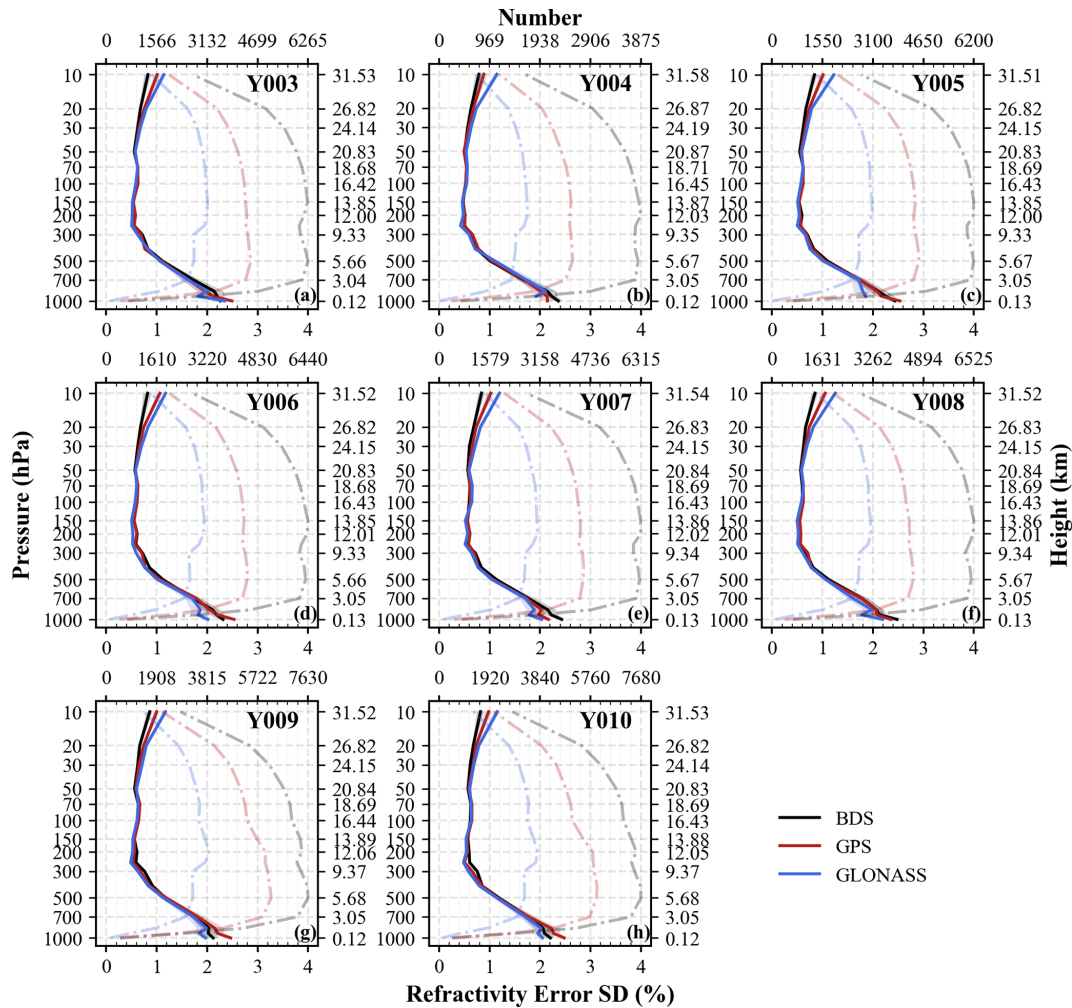 Number
0 1566 3132 4699 6265
0 969 1938 2906 3875
0 1550 3100 4650 6200
Y003
Y004
Y005
10 31.53 10 31.58 10 31.51
20 26.82 20 26.87 20 26.82
30 24.14 30 24.19 30 24.15
50 20.83 50 20.87 50 20.83
70 18.68 70 18.71 70 18.69
100 16.42 100 16.45 100 16.43
150 13.85 150 13.87 150 13.85
200 12.00 200 12.03 200 12.00
300 9.33 300 9.35 300 9.33
500 5.66 500 5.67 500 5.66
700 3.04 700 3.05 700 3.05
1000 (a) 0.12 1000 (b) 0.12 1000 (c) 0.13
0 1 2 3 4
0 1 2 3 4
0 1 2 3 4
0 1610 3220 4830 6440
0 1579 3158 4736 6315
0 1631 3262 4894 6525
Y006
Y007
Y008
10 31.52 10 31.54 10 31.52
20 26.82 20 26.83 20 26.83
30 24.15 30 24.15 30 24.15
50 20.84 50 20.84 50 20.84
70 18.68 70 18.69 70 18.69
100 16.43 100 16.43 100 16.43
150 13.85 150 13.86 150 13.86
200 12.01 200 12.02 200 12.01
300 9.33 300 9.34 300 9.34
500 5.66 500 5.67 500 5.67
700 3.05 700 3.05 700 3.05
1000 (d) 0.13 1000 (e) 0.13 1000 (f) 0.13
0 1 2 3 4
0 1 2 3 4
0 1 2 3 4
Pressure (hPa)
Height (km)
0 1908 3815 5722 7630
0 1920 3840 5760 7680
Y009
Y010
10 31.52 10 31.53
20 26.82 20 26.82
30 24.15 30 24.14
50 20.84 50 20.84
70 18.69 70 18.69
100 16.44 100 16.43
150 13.89 150 13.88
200 12.06 200 12.05
300 9.37 300 9.37
500 5.68 500 5.68
700 3.05 700 3.05
1000 (g) 0.12 1000 (h) 0.12
0 1 2 3 4
0 1 2 3 4
BDS
GPS
GLONASS
Refractivity Error SD (%)